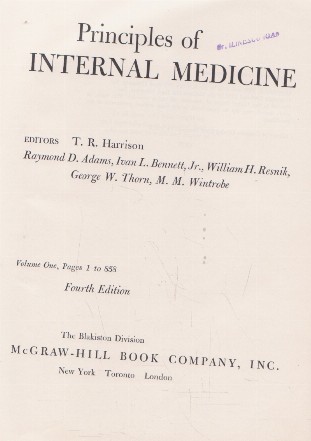 Principles of
INTERNAL MEDICINE
EDITORS T. R. Harrison
Raymond D. Adams, Ivan L. Bennett, Jr., William H. Resnik,
George W. Thorn, M. M. Wintrobe
Volume One, Pages 1 to 858
Fourth Edition
The Blakiston Division
McGRAW-HILL BOOK COMPANY, INC.
New York Toronto London